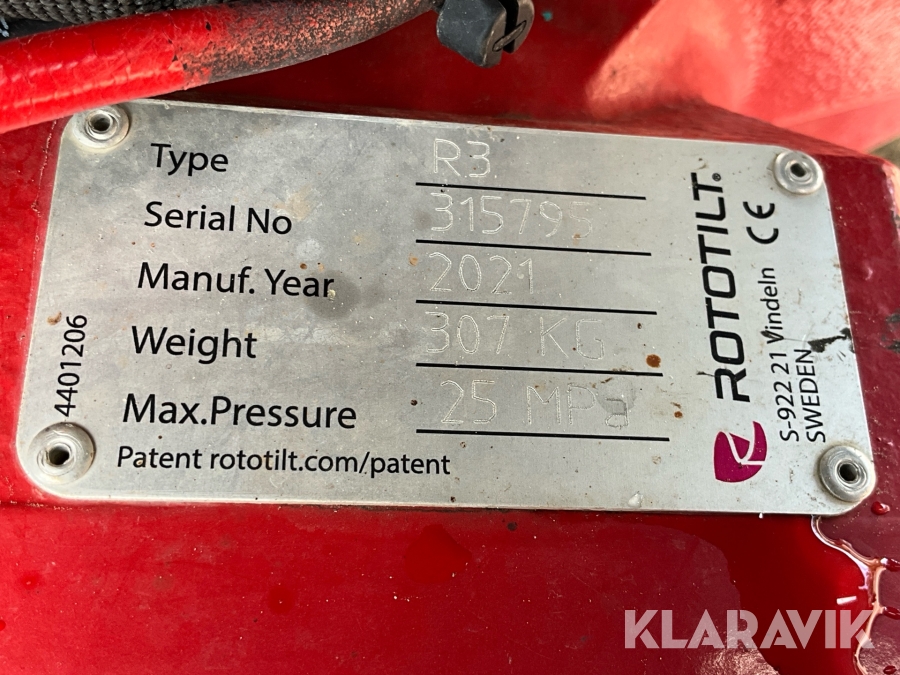 Type R3
Serial No 315795
Manuf. Year 2021
Weight 307 KG
Max.Pressure 25 MPa
Patent rototilt.com/patent
4401206
ROTOTILT®
S-922 21 Vindeln CE
SWEDEN
KLARAVIK